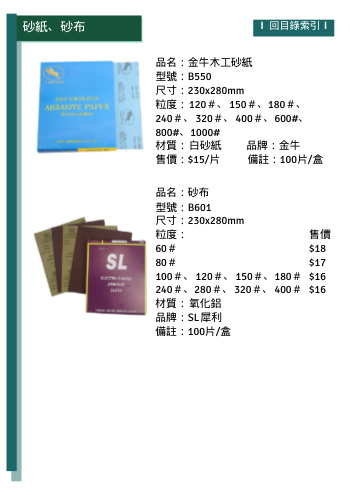 砂紙、砂布
I 回目錄索引 I
品名：金牛木工砂紙
型號：B550
尺寸：230x280mm
粒度：120＃、 150＃、 180＃、
240＃、 320＃、 400＃、 600#、
800#、1000#
材質： 白砂紙 品牌：金牛
售價：$15/片 備註：100片/盒
ABRASIVE PAPER
品名：砂布
型號：B601
尺寸：230x280mm
粒度： 售價
60＃ $18
80＃ $17
100＃、 120＃、 150＃、 180＃ $16
240＃、 280＃、 320＃、 400＃ $16
材質： 氧化鋁
品牌：SL犀利
備註：100片/盒
SL
ELECTRO COATED
ABRASIVE
CLOTH